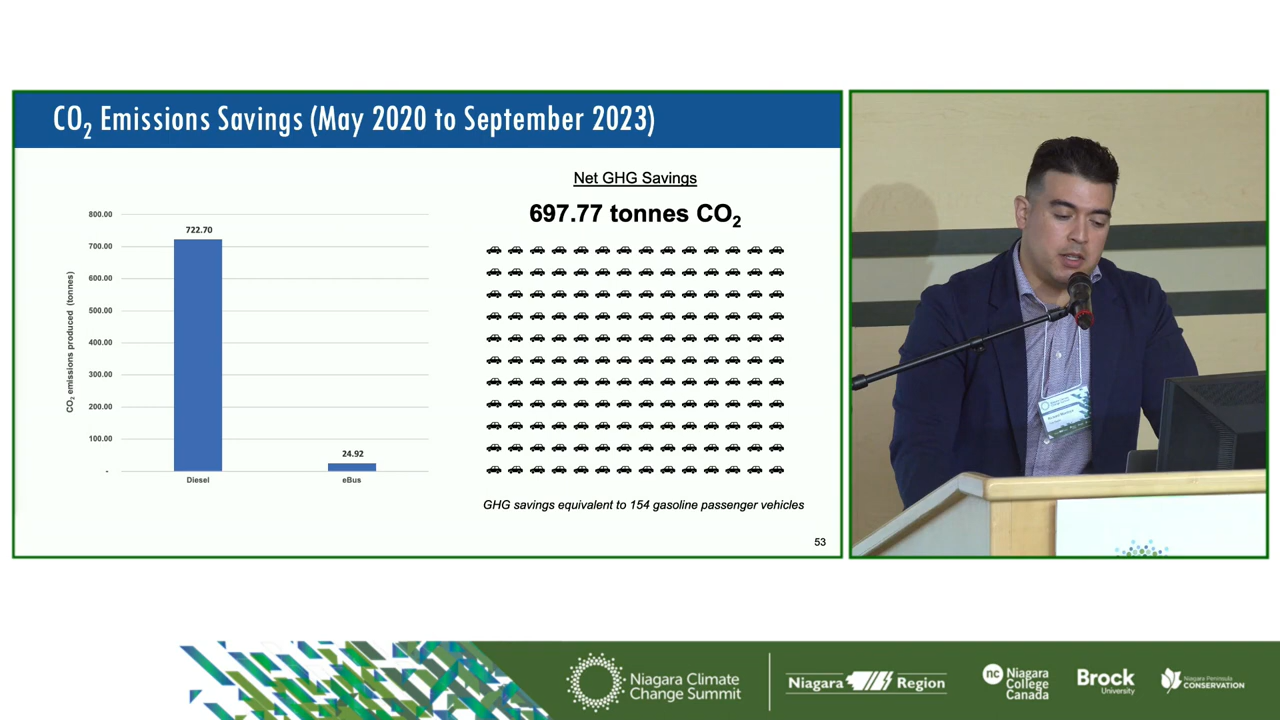 CO2 Emissions Savings (May 2020 to September 2023)
Net GHG Savings
697.77 tonnes CO2
CO2 emissions produced (tonnes)
800.00
700.00
600.00
500.00
400.00
300.00
200.00
100.00
-
722.70
24.92
Diesel
eBus
GHG savings equivalent to 154 gasoline passenger vehicles
53
Niagara Climate
Change Summit
Niagara Region
nc
Niagara
College
Canada
Brock
University
Niagara Peninsula
CONSERVATION